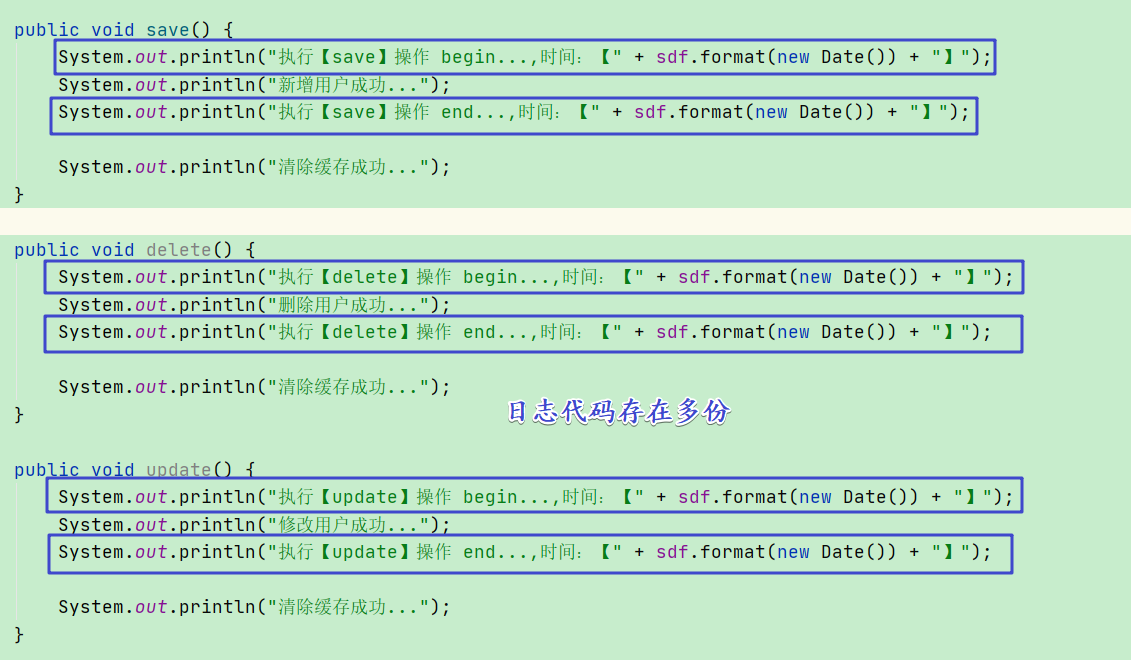 public void save() {
    System.out.println("执行【save】操作 begin...,时间：【" + sdf.format(new Date()) + "】");
    System.out.println("新增用户成功...");
    System.out.println("执行【save】操作 end...,时间：【" + sdf.format(new Date()) + "】");
    System.out.println("清除缓存成功...");
}
public void delete() {
    System.out.println("执行【delete】操作 begin...,时间：【" + sdf.format(new Date()) + "】");
    System.out.println("删除用户成功...");
    System.out.println("执行【delete】操作 end...,时间：【" + sdf.format(new Date()) + "】");
    System.out.println("清除缓存成功...");
}
日志代码存在多份
public void update() {
    System.out.println("执行【update】操作 begin...,时间：【" + sdf.format(new Date()) + "】");
    System.out.println("修改用户成功...");
    System.out.println("执行【update】操作 end...,时间：【" + sdf.format(new Date()) + "】");
    System.out.println("清除缓存成功...");
}